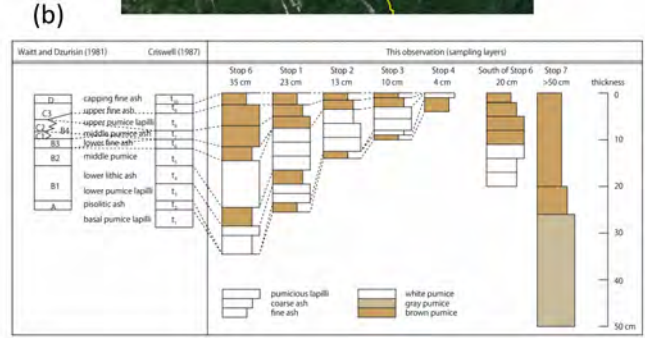 (b)
Waitt and Dzurisin (1981)
Criswell (1987)
This observation (sampling layers)
Stop 6
35 cm
Stop 1
23 cm
Stop 2
13 cm
Stop 3
10 cm
Stop 4
4 cm
South of Stop 6
20 cm
Stop 7
>50 cm
thickness
D
C3
B4
B3
B2
B1
A
capping fine ash
upper fine ash
upper pumice lapilli
middle pumice ash
lower fine ash
middle pumice
lower lithic ash
lower pumice lapilli
pisolitic ash
basal pumice lapilli
0
10
20
30
40
50 cm
pumicious lapilli
coarse ash
fine ash
white pumice
gray pumice
brown pumice